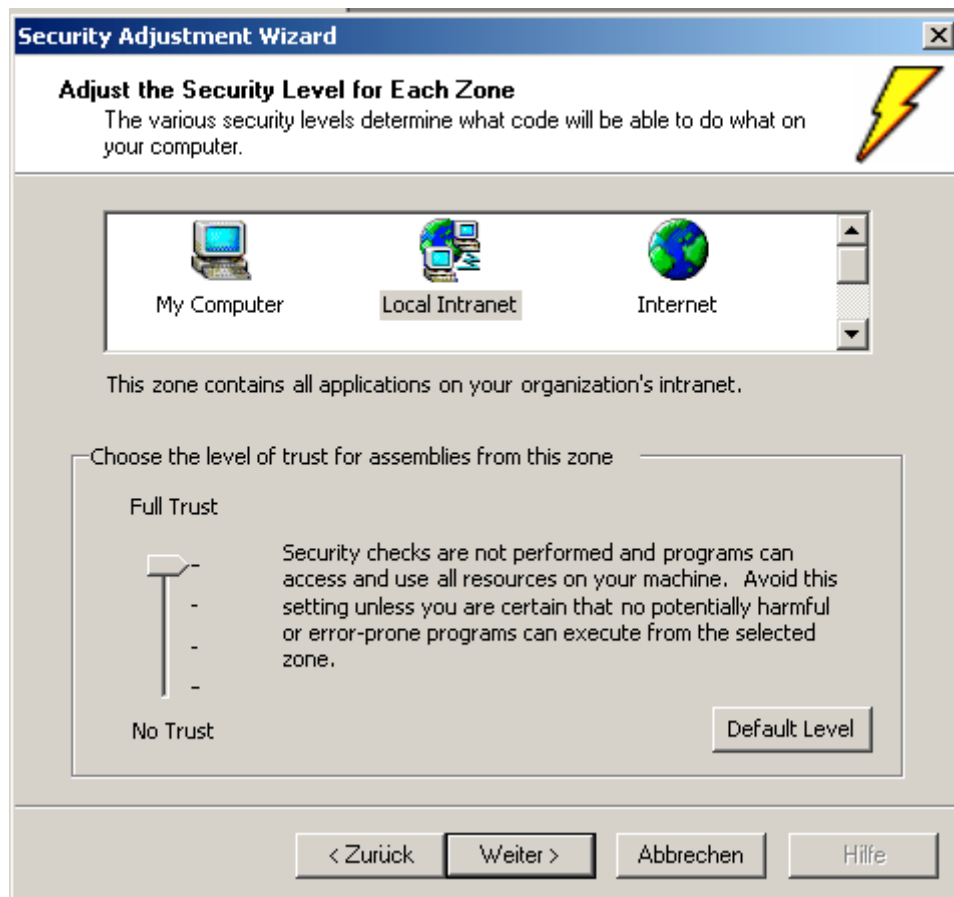 Security Adjustment Wizard
Adjust the Security Level for Each Zone
The various security levels determine what code will be able to do what on
your computer.
My Computer
Local Intranet
Internet
This zone contains all applications on your organization's intranet.
Choose the level of trust for assemblies from this zone
Full Trust
Security checks are not performed and programs can
access and use all resources on your machine.  Avoid this
setting unless you are certain that no potentially harmful
or error-prone programs can execute from the selected
zone.
No Trust
Default Level
< Zurück
Weiter >
Abbrechen
Hilfe